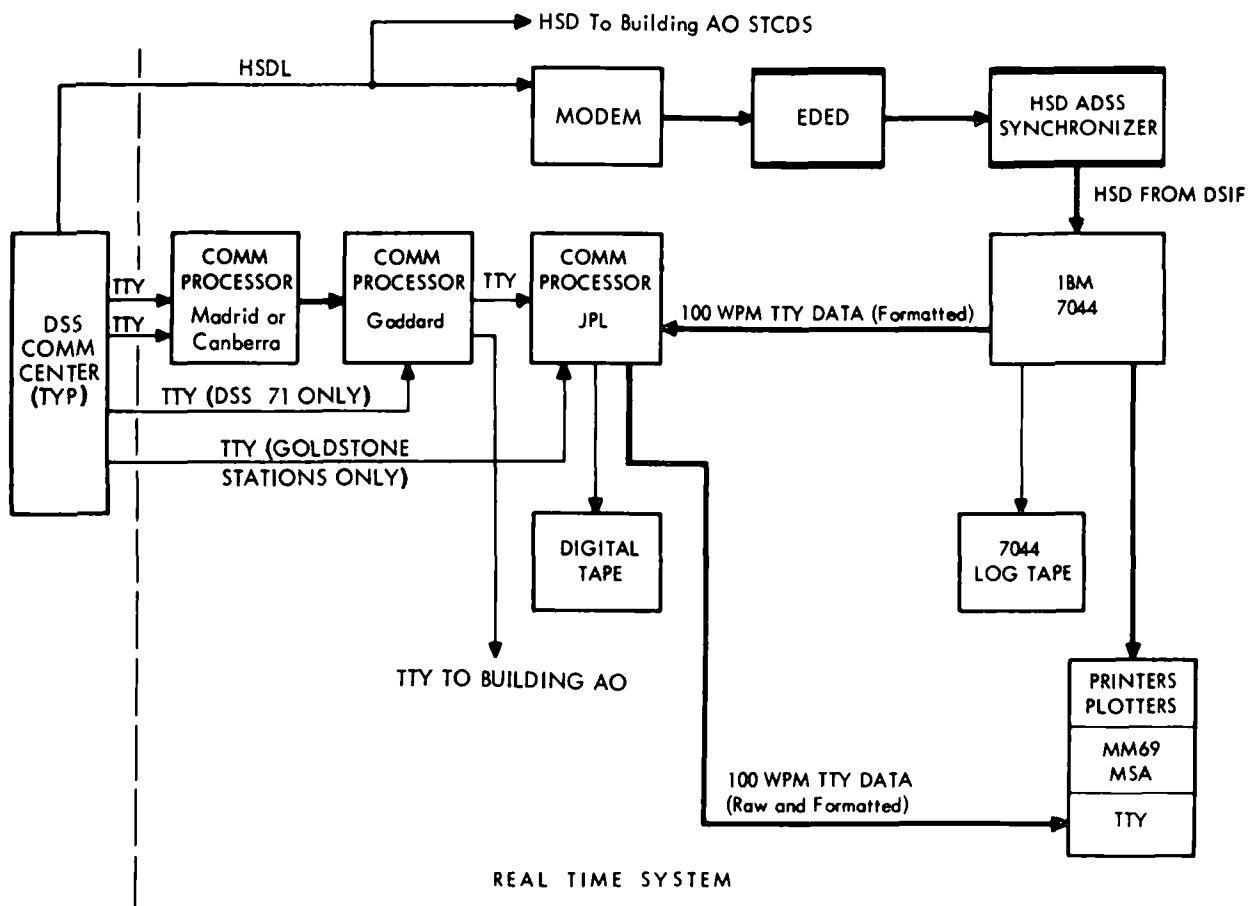 HSD To Building AO STCDS
HSDL
MODEM
EDED
HSD ADSS
SYNCHRONIZER
HSD FROM DSIF
DSS
COMM
CENTER
(TYP)
TTY
TTY
COMM
PROCESSOR
Madrid or
Canberra
COMM
PROCESSOR
Goddard
TTY
COMM
PROCESSOR
JPL
100 WPM TTY DATA (Formatted)
IBM
7044
TTY (DSS 71 ONLY)
TTY (GOLDSTONE
STATIONS ONLY)
DIGITAL
TAPE
7044
LOG TAPE
TTY TO BUILDING AO
PRINTERS
PLOTTERS
MM69
MSA
TTY
100 WPM TTY DATA
(Raw and Formatted)
REAL TIME SYSTEM